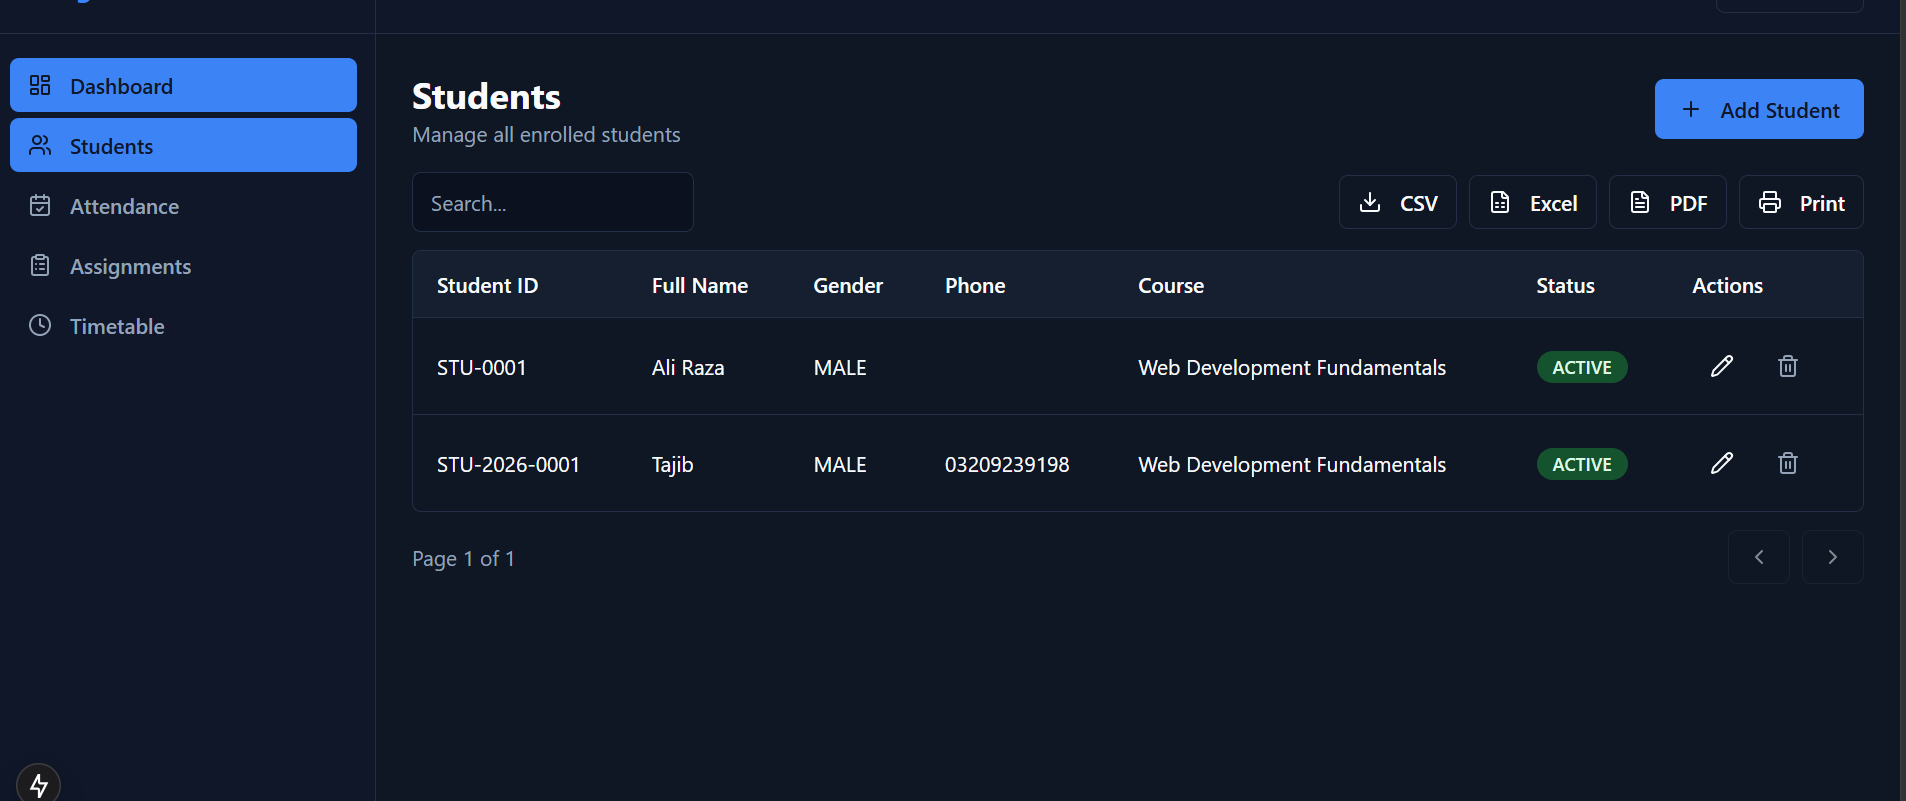 Dashboard
Students
Attendance
Assignments
Timetable
Students
Manage all enrolled students
Add Student
Search...
CSV
Excel
PDF
Print
Student ID Full Name Gender Phone Course Status Actions
STU-0001 Ali Raza MALE Web Development Fundamentals ACTIVE
STU-2026-0001 Tajib MALE 03209239198 Web Development Fundamentals ACTIVE
Page 1 of 1